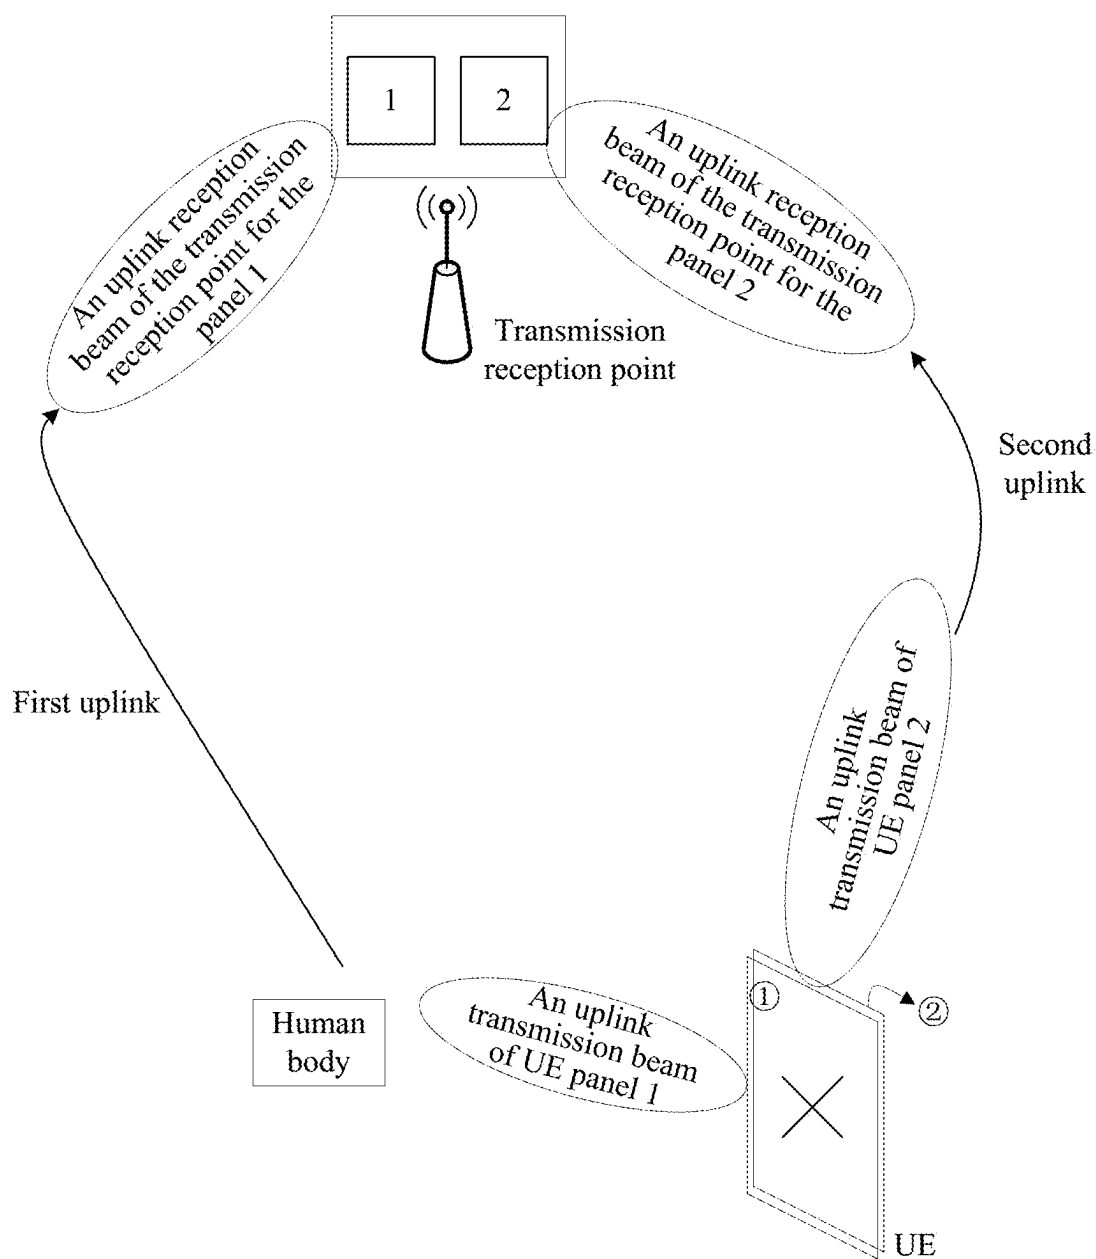 1
2
An uplink reception
beam of the transmission
reception point for the
panel 1
An uplink reception
beam of the transmission
reception point for the
panel 2
Transmission
reception point
Second
uplink
First uplink
An uplink
transmission beam of
UE panel 2
Human
body
An uplink
transmission beam
of UE panel 1
①
②
UE